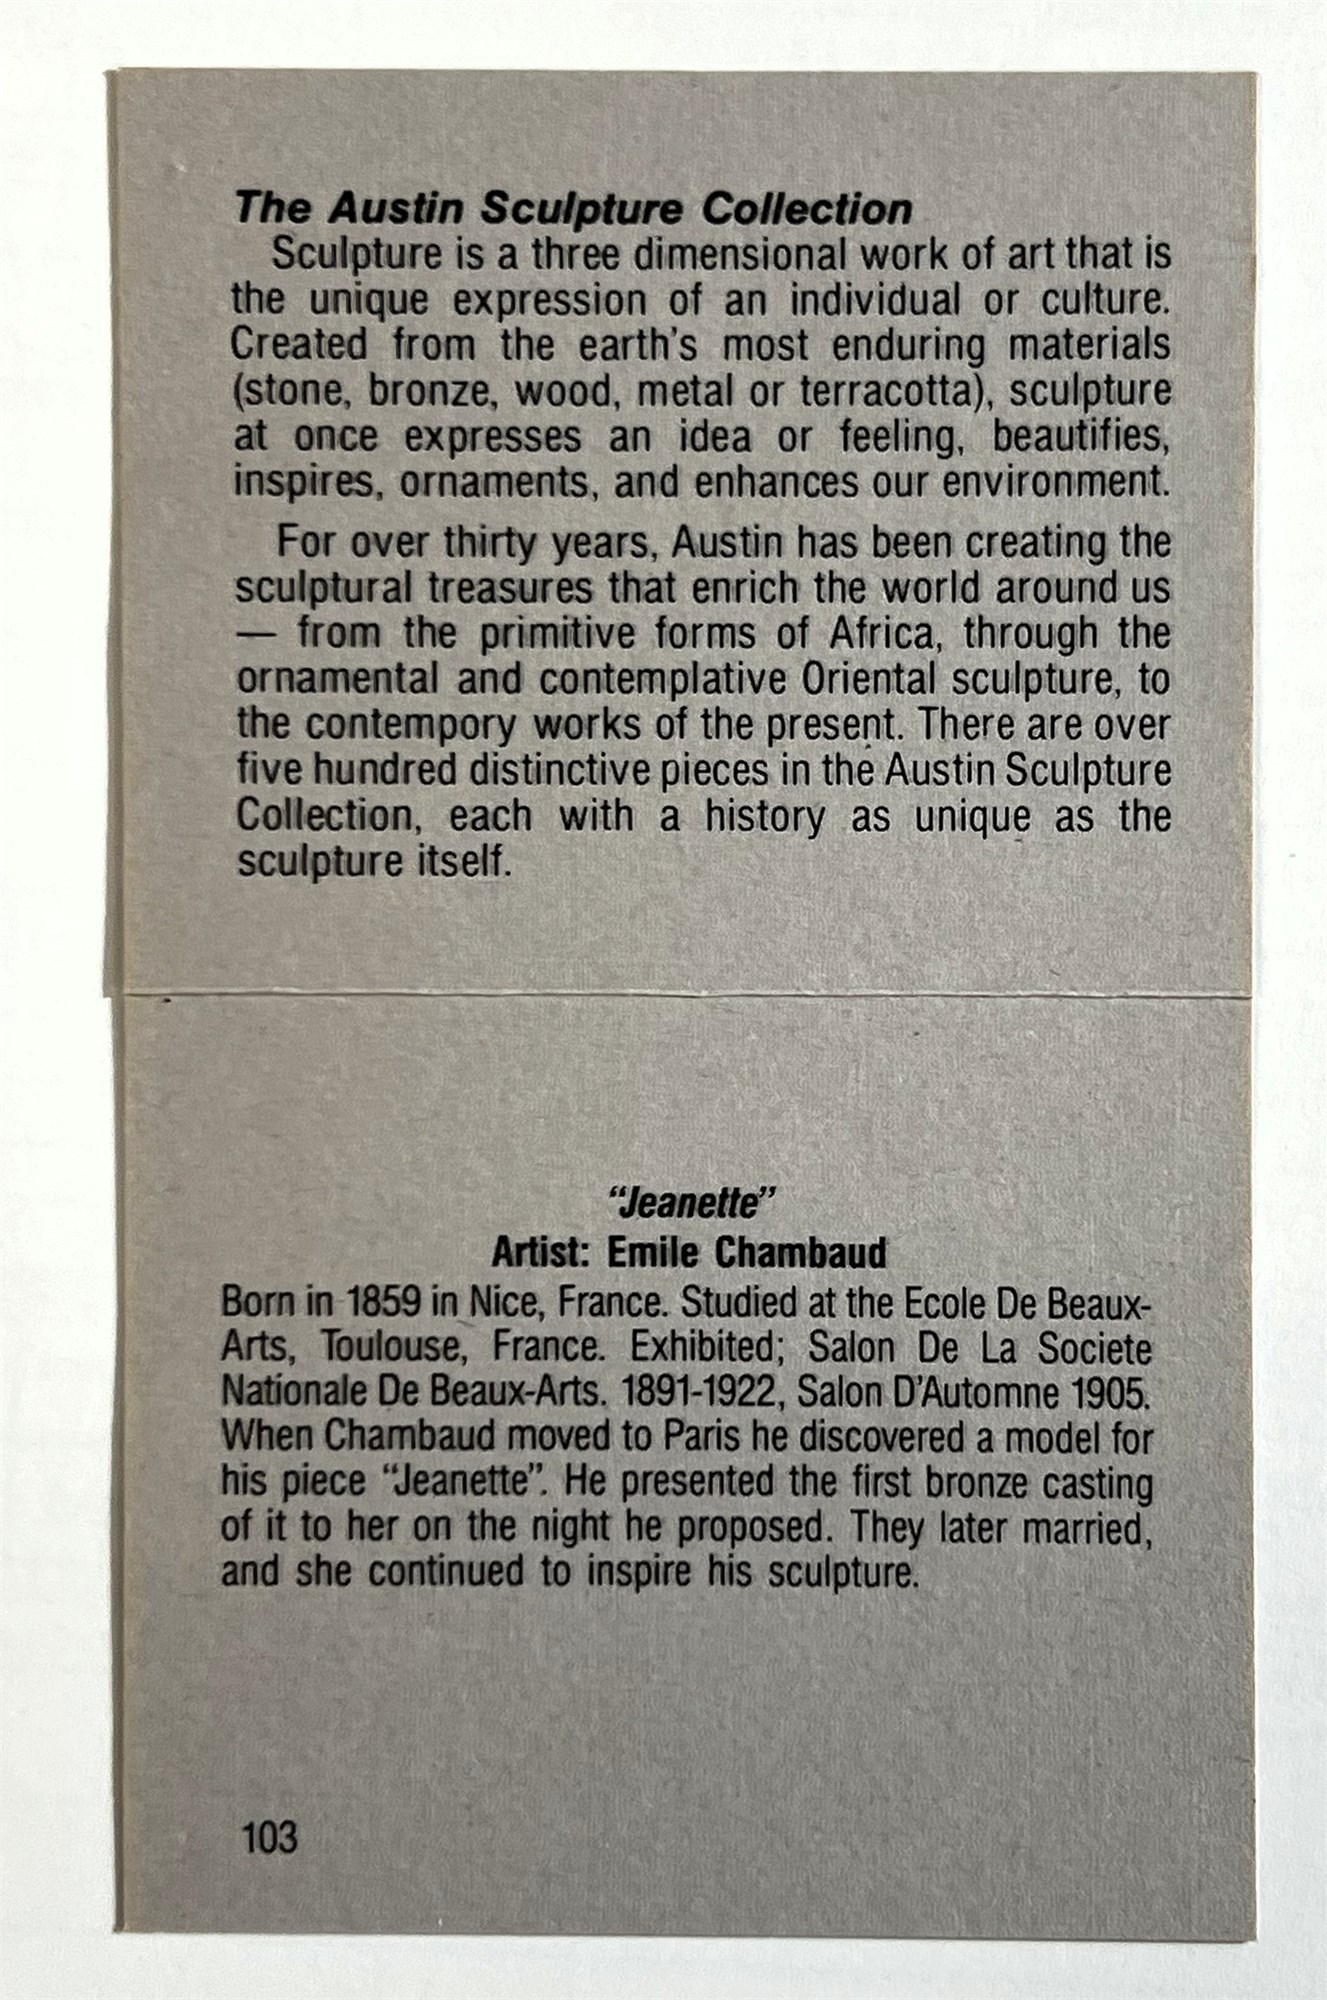 The Austin Sculpture Collection
Sculpture is a three dimensional work of art that is
the unique expression of an individual or culture.
Created from the earth's most enduring materials
(stone, bronze, wood, metal or terracotta), sculpture
at once expresses an idea or feeling, beautifies,
inspires, ornaments, and enhances our environment.
For over thirty years, Austin has been creating the
sculptural treasures that enrich the world around us
— from the primitive forms of Africa, through the
ornamental and contemplative Oriental sculpture, to
the contempory works of the present. There are over
five hundred distinctive pieces in the Austin Sculpture
Collection, each with a history as unique as the
sculpture itself.
“Jeanette”
Artist: Emile Chambaud
Born in 1859 in Nice, France. Studied at the Ecole De Beaux-
Arts, Toulouse, France. Exhibited; Salon De La Societe
Nationale De Beaux-Arts. 1891-1922, Salon D'Automne 1905.
When Chambaud moved to Paris he discovered a model for
his piece “Jeanette”. He presented the first bronze casting
of it to her on the night he proposed. They later married,
and she continued to inspire his sculpture.
103